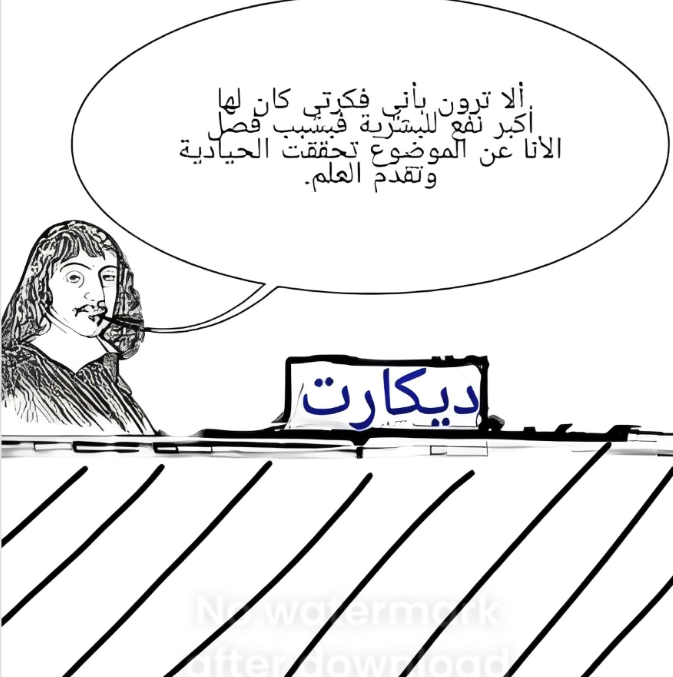 ألا ترون بأني فكرتي كان لها
أكبر نفع للبشرية فبسبب فصل
الأنا عن الموضوع تحققت الحيادية
وتقدم العلم.
ديكارت
No watermark
after download